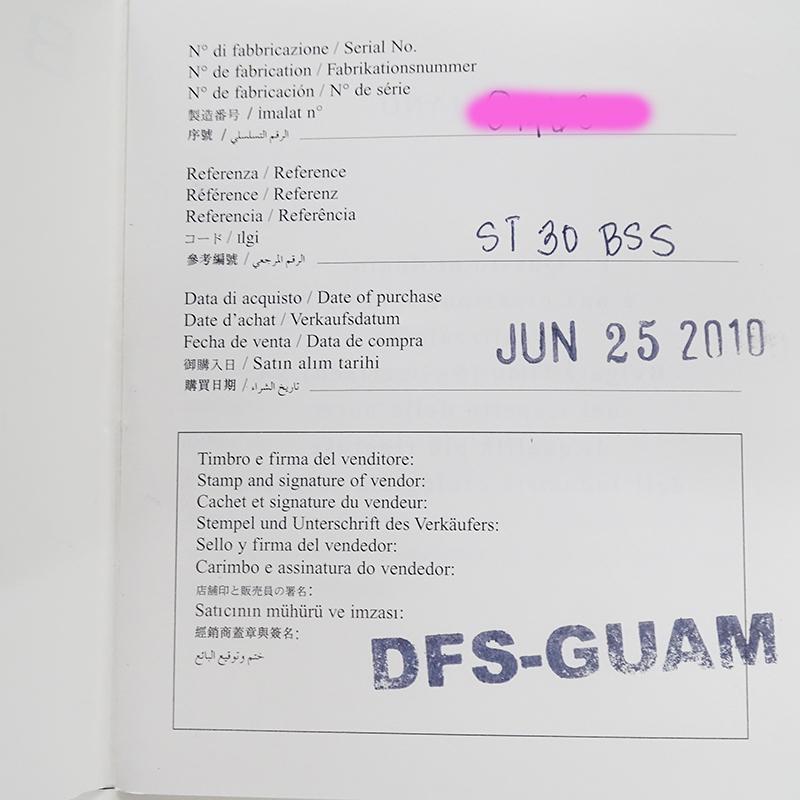 N° di fabbricazione / Serial No.
N° de fabrication / Fabrikationsnummer
N° de fabricación / N° de série
製造番号 / imalat n°
序號 / الرقم التسلسلي
Referenza / Reference
Référence / Referenz
Referencia / Referência
コード / Ilgi
參考編號 / الرقم المرجعي
ST 30 BSS
Data di acquisto / Date of purchase
Date d'achat / Verkaufsdatum
Fecha de venta / Data de compra
御購入日 / Satın alım tarihi
購買日期 / تاريخ الشراء
JUN 25 2010
Timbro e firma del venditore:
Stamp and signature of vendor:
Cachet et signature du vendeur:
Stempel und Unterschrift des Verkäufers:
Sello y firma del vendedor:
Carimbo e assinatura do vendedor:
店舗印と販売員の署名:
Satıcının mühürü ve imzası:
經銷商蓋章與簽名:
ختم وتوقيع البائع
DFS-GUAM